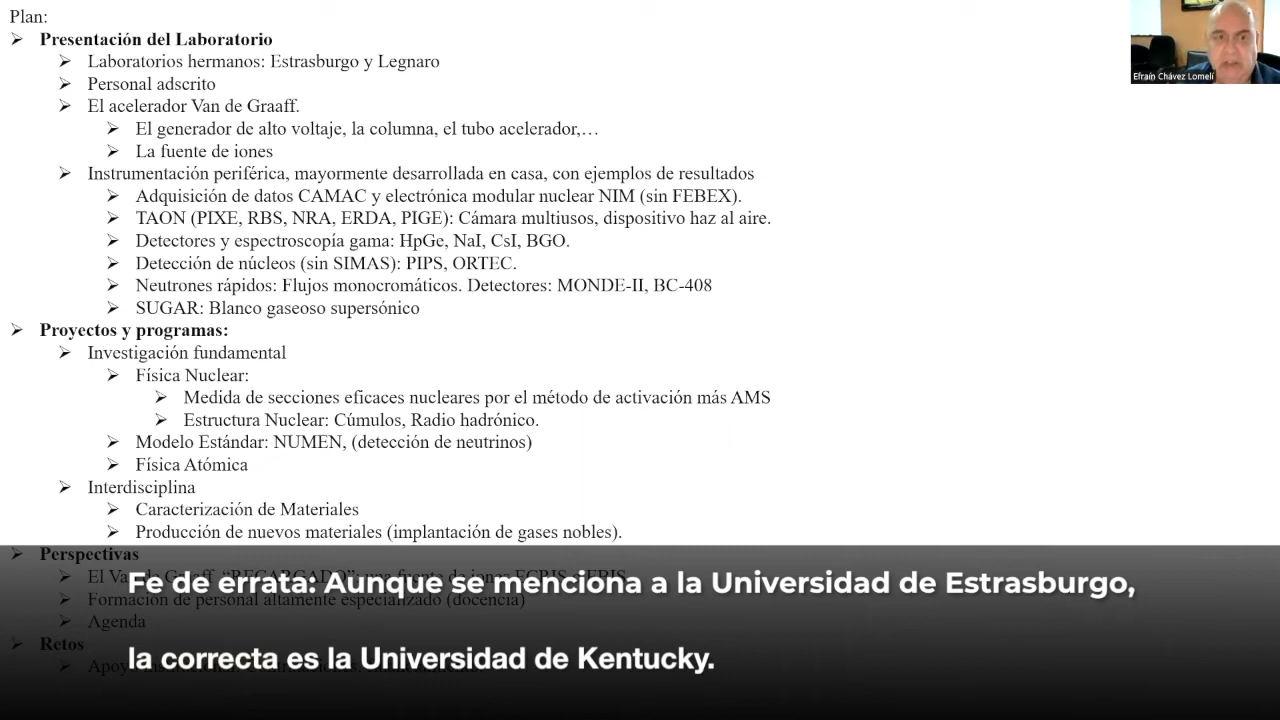 Plan:
➢ Presentación del Laboratorio
➢ Laboratorios hermanos: Estrasburgo y Legnaro
➢ Personal adscrito
➢ El acelerador Van de Graaff.
➢ El generador de alto voltaje, la columna, el tubo acelerador,…
➢ La fuente de iones
➢ Instrumentación periférica, mayormente desarrollada en casa, con ejemplos de resultados
➢ Adquisición de datos CAMAC y electrónica modular nuclear NIM (sin FEBEX).
➢ TAON (PIXE, RBS, NRA, ERDA, PIGE): Cámara multiusos, dispositivo haz al aire.
➢ Detectores y espectroscopía gama: HpGe, NaI, CsI, BGO.
➢ Detección de núcleos (sin SIMAS): PIPS, ORTEC.
➢ Neutrones rápidos: Flujos monocromáticos. Detectores: MONDE-II, BC-408
➢ SUGAR: Blanco gaseoso supersónico
➢ Proyectos y programas:
➢ Investigación fundamental
➢ Física Nuclear:
➢ Medida de secciones eficaces nucleares por el método de activación más AMS
➢ Estructura Nuclear: Cúmulos, Radio hadrónico.
➢ Modelo Estándar: NUMEN, (detección de neutrinos)
➢ Física Atómica
➢ Interdisciplina
➢ Caracterización de Materiales
➢ Producción de nuevos materiales (implantación de gases nobles).
➢ Perspectivas
➢ El Van de Graaff "RECARGADO":
➢ Formación de personal altamente especializado (docencia)
➢ Agenda
➢ Retos
➢
Efraín Chávez Lomelí
Fe de errata: Aunque se menciona a la Universidad de Estrasburgo,
la correcta es la Universidad de Kentucky.